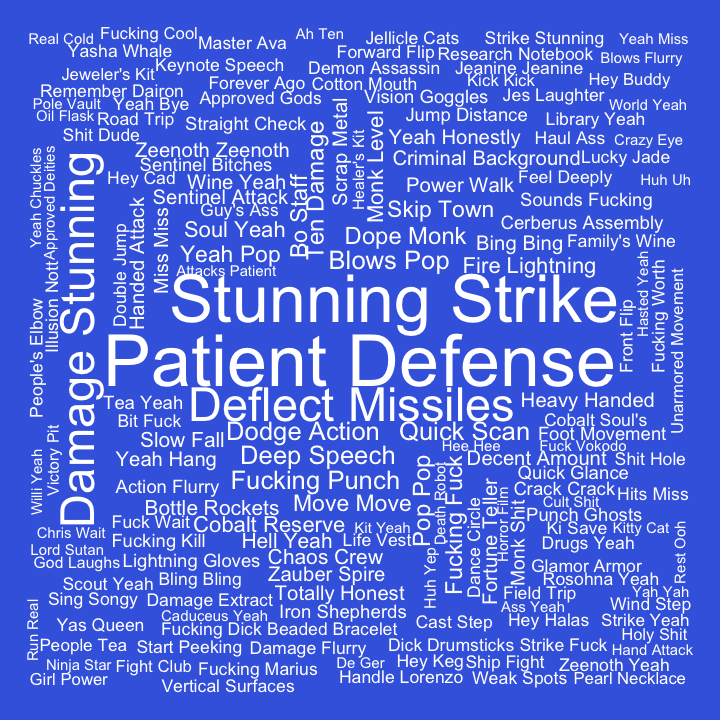 Real Cold
Fucking Cool
Master Ava
Ah Ten
Jellicle Cats
Strike Stunning
Yeah Miss
Yasha Whale
Forward Flip
Research Notebook
Blows Flurry
Keynote Speech
Demon Assassin
Jeanine Jeanine
Jeweler's Kit
Forever Ago
Cotton Mouth
Kick Kick
Hey Buddy
Remember Dairon
Approved Gods
Vision Goggles
Jes Laughter
World Yeah
Pole Vault
Yeah Bye
Oil Flask
Road Trip
Straight Check
Scrap Metal
Healer's Kit
Monk Level
Jump Distance
Library Yeah
Shit Dude
Yeah Honestly
Haul Ass
Crazy Eye
Zeenoth Zeenoth
Sentinel Bitches
Criminal Background
Lucky Jade
Yeah Chuckles
Approved Deities
Damage Stunning
Hey Cad
Wine Yeah
Bo Staff
Ten Damage
Power Walk
Feel Deeply
Huh Uh
Sentinel Attack
Guy's Ass
Skip Town
Sounds Fucking
Double Jump
Handed Attack
Miss Miss
Soul Yeah
Dope Monk
Cerberus Assembly
Yeah Pop
Bing Bing
Family's Wine
Attacks Patient
Blows Pop
Fire Lightning
Hasted Yeah
Fucking Worth
Unarmored Movement
Illusion Nott
People's Elbow
Stunning Strike
Front Flip
Patient Defense
Tea Yeah
Deflect Missiles
Heavy Handed
Bit Fuck
Cobalt Soul's
Slow Fall
Dodge Action
Quick Scan
Foot Movement
Victory Pit
Willi Yeah
Hee Hee
Fuck Vokodo
Yeah Hang
Deep Speech
Decent Amount
Shit Hole
Quick Glance
Action Flurry
Fucking Punch
Pop Pop
Death Robot
Fucking Fuck
Dance Circle
Fortune Teller
Horror Film
Monk Shit
Crack Crack
Hits Miss
Bottle Rockets
Move Move
Cult Shit
Punch Ghosts
Fuck Wait
Cobalt Reserve
Kit Yeah
Ki Save
Kitty Cat
Chris Wait
Fucking Kill
Hell Yeah
Life Vest
Drugs Yeah
Rest Ooh
Lord Sutan
God Laughs
Lightning Gloves
Chaos Crew
Huh Yep
Glamor Armor
Scout Yeah
Bling Bling
Zauber Spire
Rosohna Yeah
Sing Songy
Damage Extract
Totally Honest
Field Trip
Yah Yah
Ass Yeah
Wind Step
Caduceus Yeah
Iron Shepherds
Run Real
Yas Queen
Fucking Dick
Beaded Bracelet
Cast Step
Hey Halas
Strike Yeah
Holy Shit
People Tea
Start Peeking
Damage Flurry
Dick Drumsticks
Strike Fuck
Hand Attack
Ninja Star
Fight Club
Fucking Marius
De Ger
Hey Keg
Ship Fight
Zeenoth Yeah
Girl Power
Vertical Surfaces
Handle Lorenzo
Weak Spots
Pearl Necklace